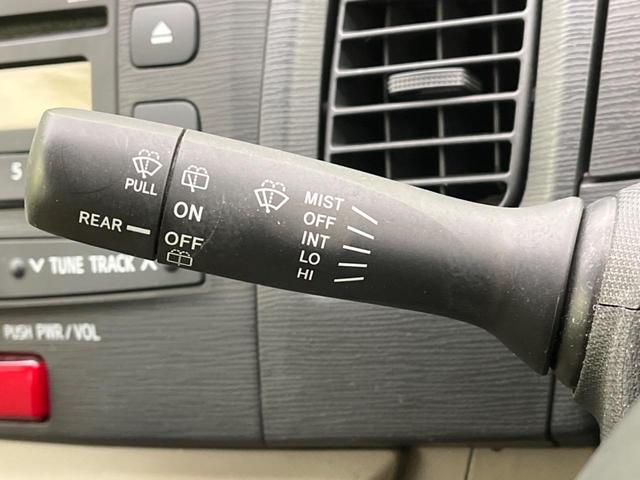 PULL
REAR
ON
OFF
MIST
OFF
INT
LO
HI
5
TUNE TRACK
PUSH PWR/VOL